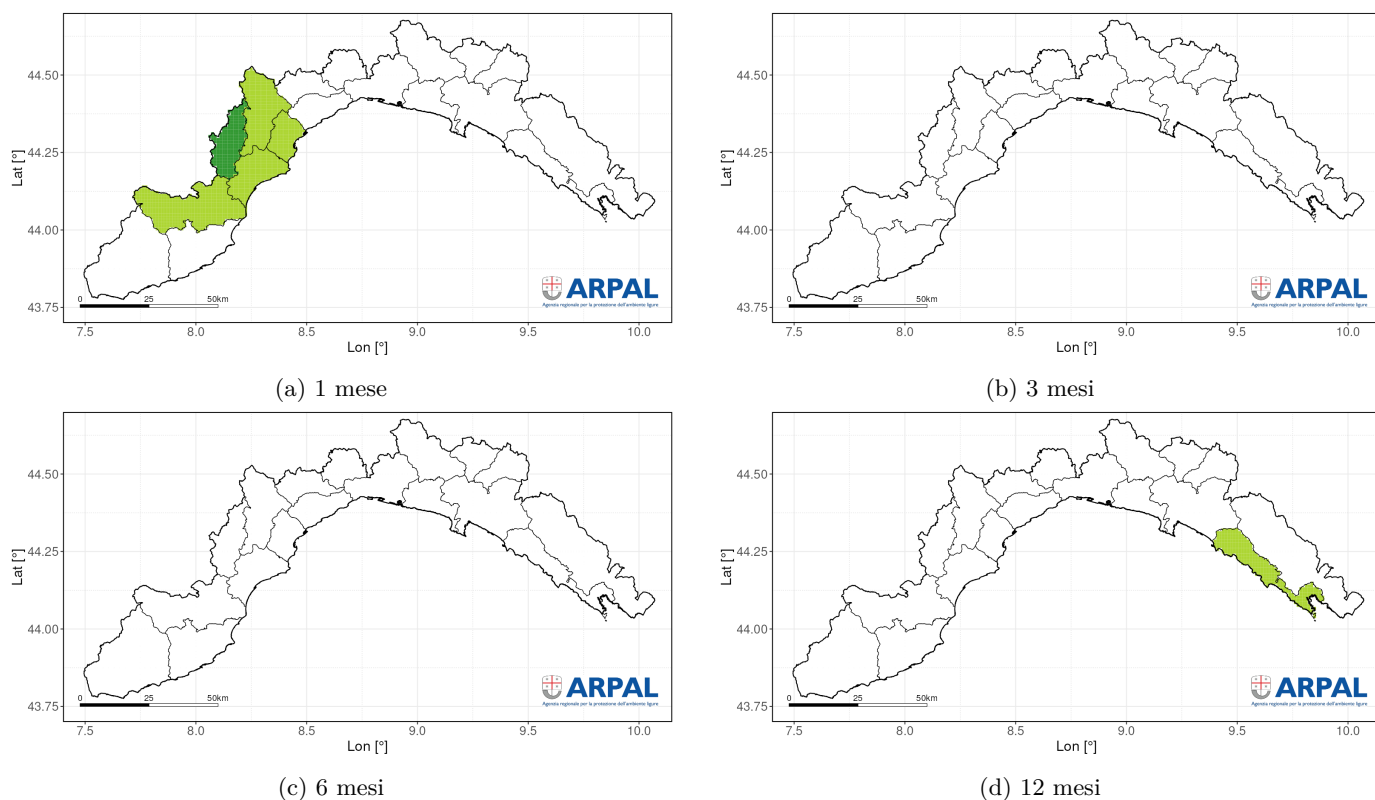 44.50
44.25
44.00
43.75
Lat [°]
0 25 50km
ARPAL
Agenzia regionale per la protezione dell'ambiente ligure
7.5 8.0 8.5 9.0 9.5 10.0
Lon [°]
(a) 1 mese
44.50
44.25
44.00
43.75
Lat [°]
0 25 50km
ARPAL
Agenzia regionale per la protezione dell'ambiente ligure
7.5 8.0 8.5 9.0 9.5 10.0
Lon [°]
(b) 3 mesi
44.50
44.25
44.00
43.75
Lat [°]
0 25 50km
ARPAL
Agenzia regionale per la protezione dell'ambiente ligure
7.5 8.0 8.5 9.0 9.5 10.0
Lon [°]
(c) 6 mesi
44.50
44.25
44.00
43.75
Lat [°]
0 25 50km
ARPAL
Agenzia regionale per la protezione dell'ambiente ligure
7.5 8.0 8.5 9.0 9.5 10.0
Lon [°]
(d) 12 mesi